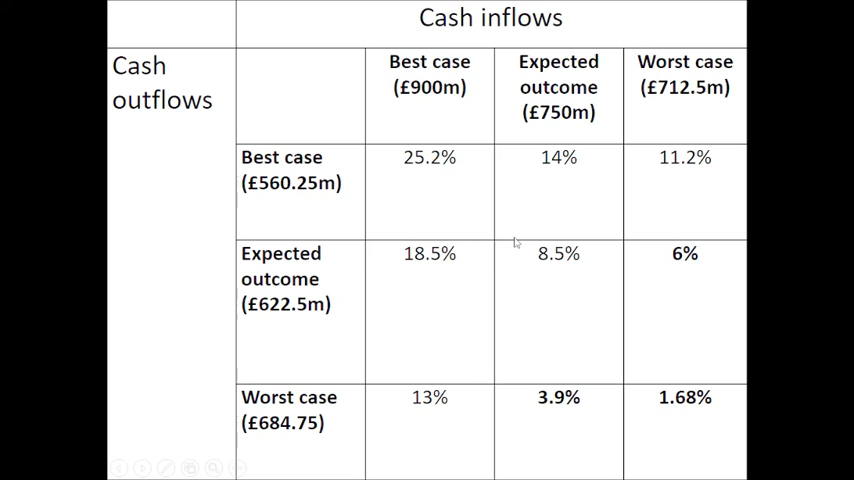 Cash inflows
Cash
outflows
Best case
(£900m)
Expected
outcome
(£750m)
Worst case
(£712.5m)
Best case
(£560.25m)
25.2%
14%
11.2%
Expected
outcome
(£622.5m)
18.5%
8.5%
6%
Worst case
(£684.75)
13%
3.9%
1.68%